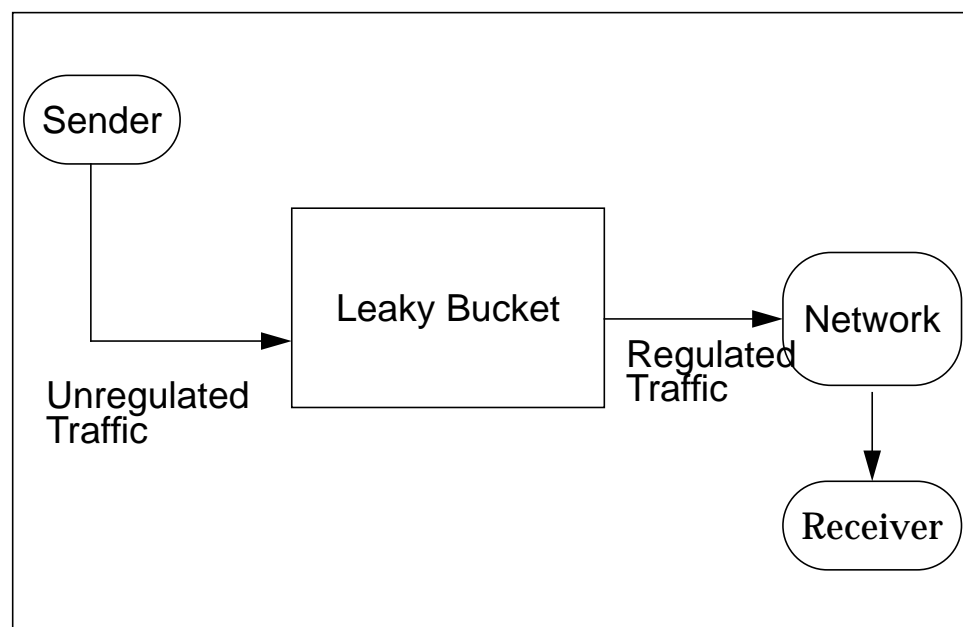 Sender
Leaky Bucket
Network
Regulated
Traffic
Unregulated
Traffic
Receiver